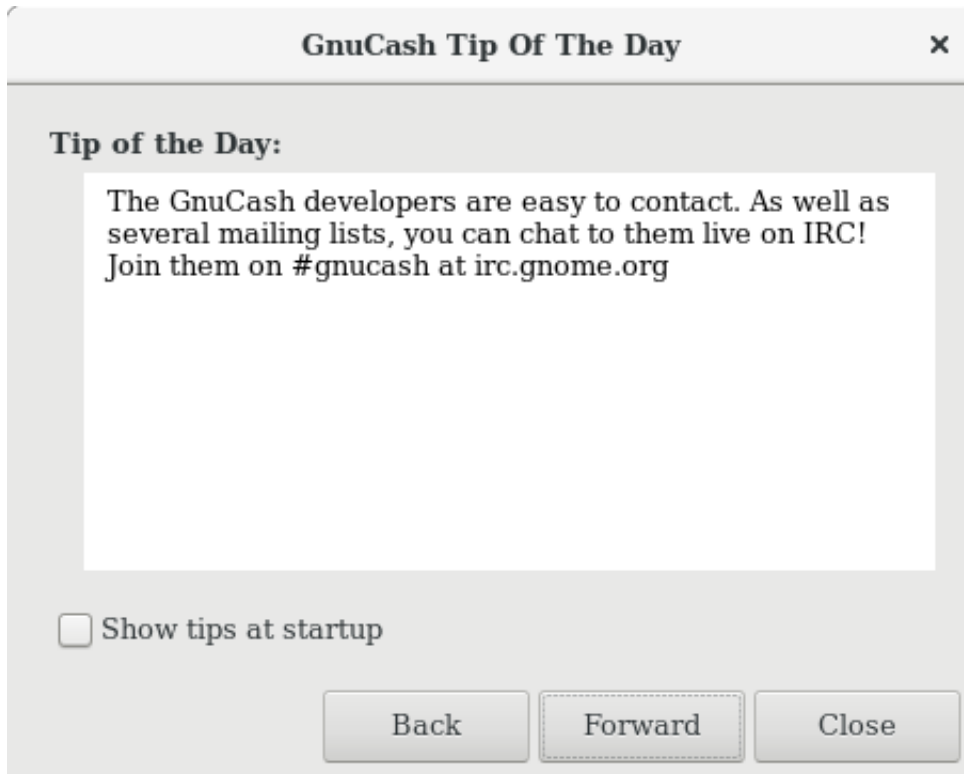 GnuCash Tip Of The Day
Tip of the Day:
The GnuCash developers are easy to contact. As well as
several mailing lists, you can chat to them live on IRC!
Join them on #gnucash at irc.gnome.org
Show tips at startup
Back Forward Close